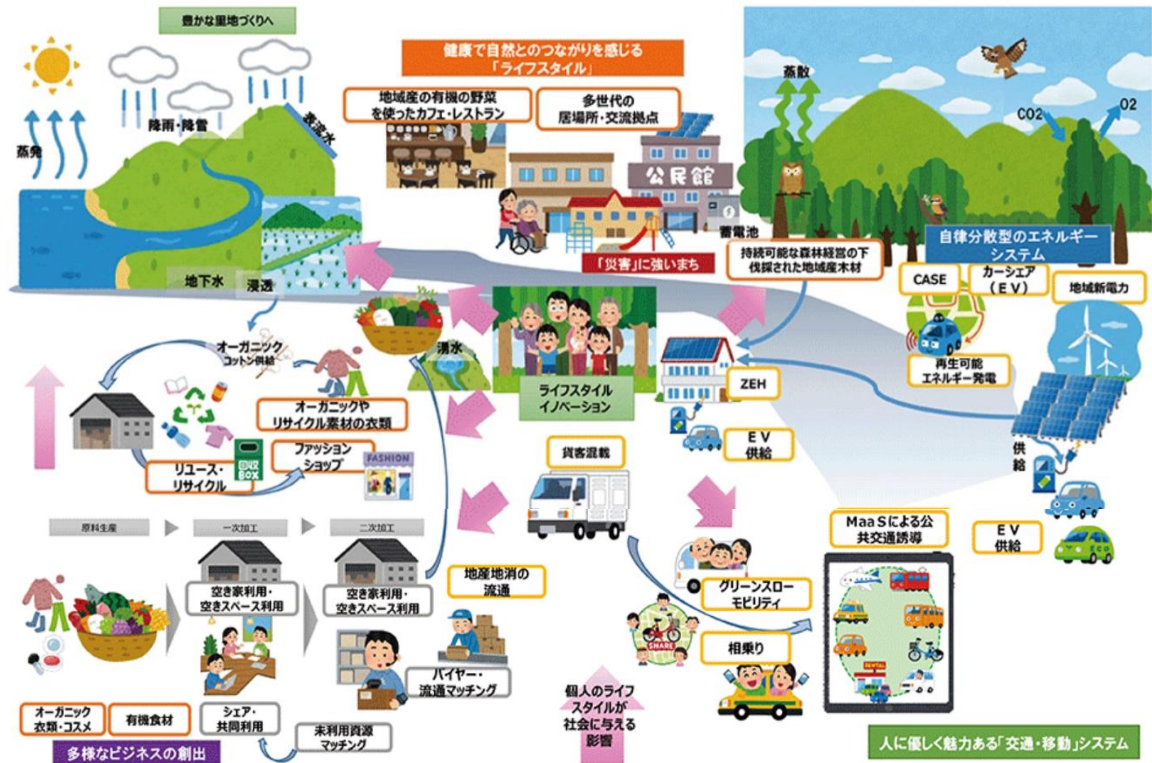 豊かな里地づくりへ
健康で自然とのつながりを感じる
「ライフスタイル」
地域産の有機の野菜
を使ったカフェ・レストラン
多世代の
居場所・交流拠点
蒸散
CO2
O2
降雨・降雪
表流水
蒸発
公民館
蓄電池
「災害」に強いまち
持続可能な森林経営の下
伐採された地域産木材
自律分散型のエネルギー
システム
CASE
カーシェア
(EV)
地域新電力
再生可能
エネルギー発電
地下水
浸透
オーガニック
コットン供給
湧水
ライフスタイル
イノベーション
ZEH
EV
供給
供給
EV
供給
オーガニックや
リサイクル素材の衣類
回収
BOX
リユース・
リサイクル
ファッション
ショップ
FASHION
貨客混載
原料生産
一次加工
二次加工
空き家利用・
空きスペース利用
空き家利用・
空きスペース利用
地産地消の
流通
バイヤー・
流通マッチング
オーガニック
衣類・コスメ
有機食材
シェア・
共同利用
未利用資源
マッチング
多様なビジネスの創出
個人のライフ
スタイルが
社会に与える
影響
SHARE
グリーンスロー
モビリティ
相乗り
MaaSによる公
共交通誘導
RENTAL
ECO
人に優しく魅力ある「交通・移動」システム